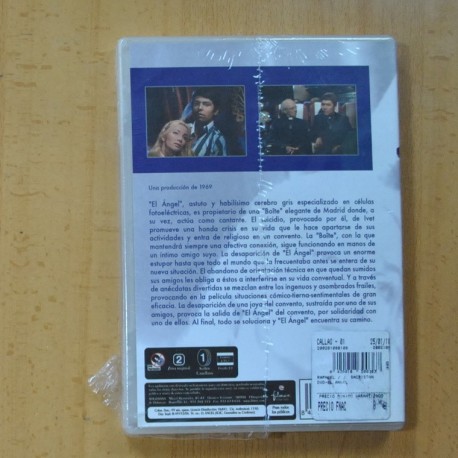 Una producción de 1969
"El Ángel", astuto y habilísimo cerebro gris especializado en células
fotoeléctricas, es propietario de una "Boîte" elegante de Madrid donde, a
su vez, actúa como cantante. El suicidio, provocado por él, de Ivet
promueve una honda crisis en su vida que le hace apartarse de sus
actividades y entra de religioso en un convento. La "Boîte", con la que
mantendrá siempre una afectiva conexión, sigue funcionando en manos de
un íntimo amigo suyo. La desaparición de "El Ángel" provoca un enorme
estupor hasta que todo el mundo que la frecuentaba antes se entera de su
nueva situación. El abandono de orientación técnica en que quedan sumidos
sus amigos les obliga a éstos a interferirse en su vida conventual. Y a través
de anécdotas divertidas se mezclan entre los ingenuos y asombrados frailes,
provocando en la película situaciones cómico-tierno-sentimentales de gran
eficacia. La desaparición de una joya del convento, sustraída por uno de sus
amigos, provoca la salida de "El Ángel" del convento, por solidaridad con
uno de ellos. Al final, todo se soluciona y "El Ángel" encuentra su camino.
2
1
CALLAO - 01
25/01/1
PRECIO FNAC